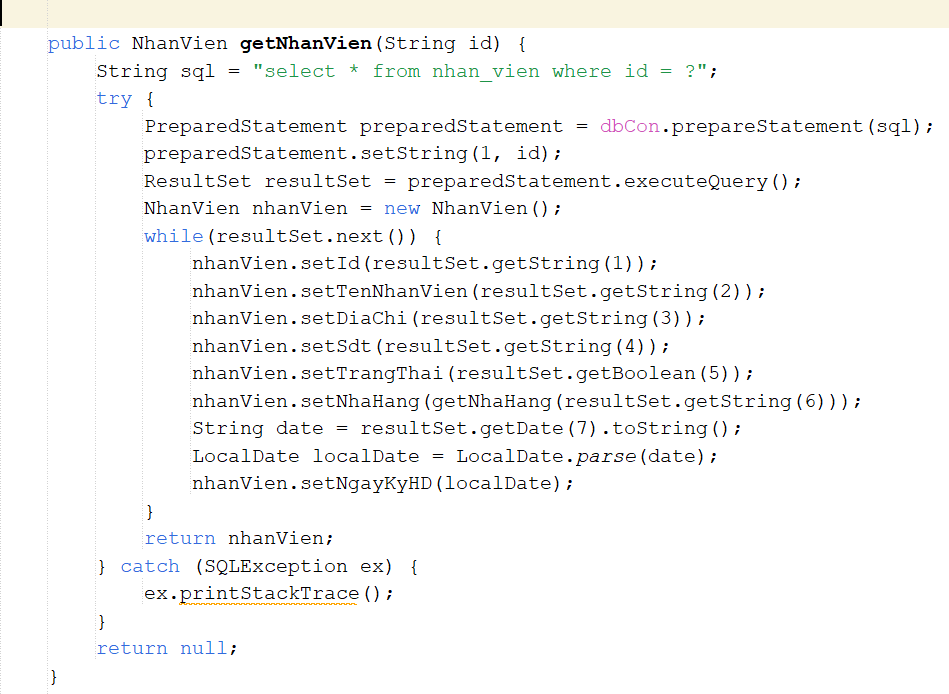 public NhanVien getNhanVien(String id) {
    String sql = "select * from nhan_vien where id = ?";
    try {
        PreparedStatement preparedStatement = dbCon.prepareStatement(sql);
        preparedStatement.setString(1, id);
        ResultSet resultSet = preparedStatement.executeQuery();
        NhanVien nhanVien = new NhanVien();
        while(resultSet.next()) {
            nhanVien.setId(resultSet.getString(1));
            nhanVien.setTenNhanVien(resultSet.getString(2));
            nhanVien.setDiaChi(resultSet.getString(3));
            nhanVien.setSdt(resultSet.getString(4));
            nhanVien.setTrangThai(resultSet.getBoolean(5));
            nhanVien.setNhaHang(getNhaHang(resultSet.getString(6)));
            String date = resultSet.getDate(7).toString();
            LocalDate localDate = LocalDate.parse(date);
            nhanVien.setNgayKyHD(localDate);
        }
        return nhanVien;
    } catch (SQLException ex) {
        ex.printStackTrace();
    }
    return null;
}